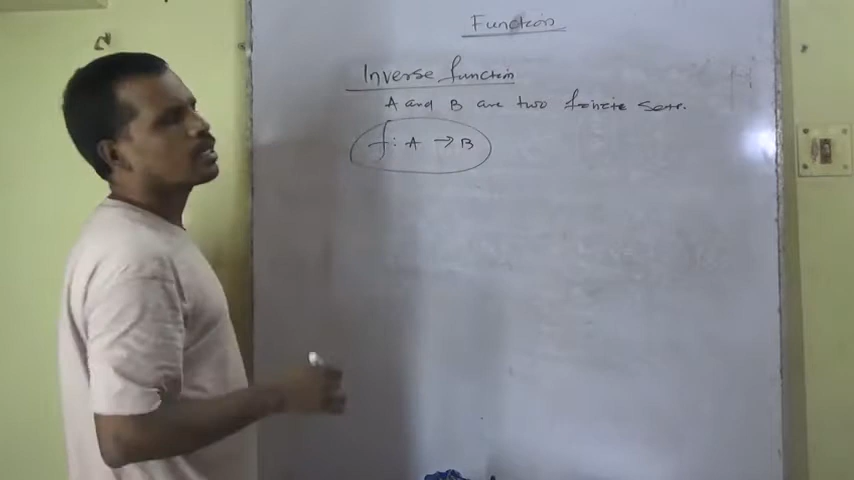 Function
Inverse function
A and B are two finite sets.
f: A → B